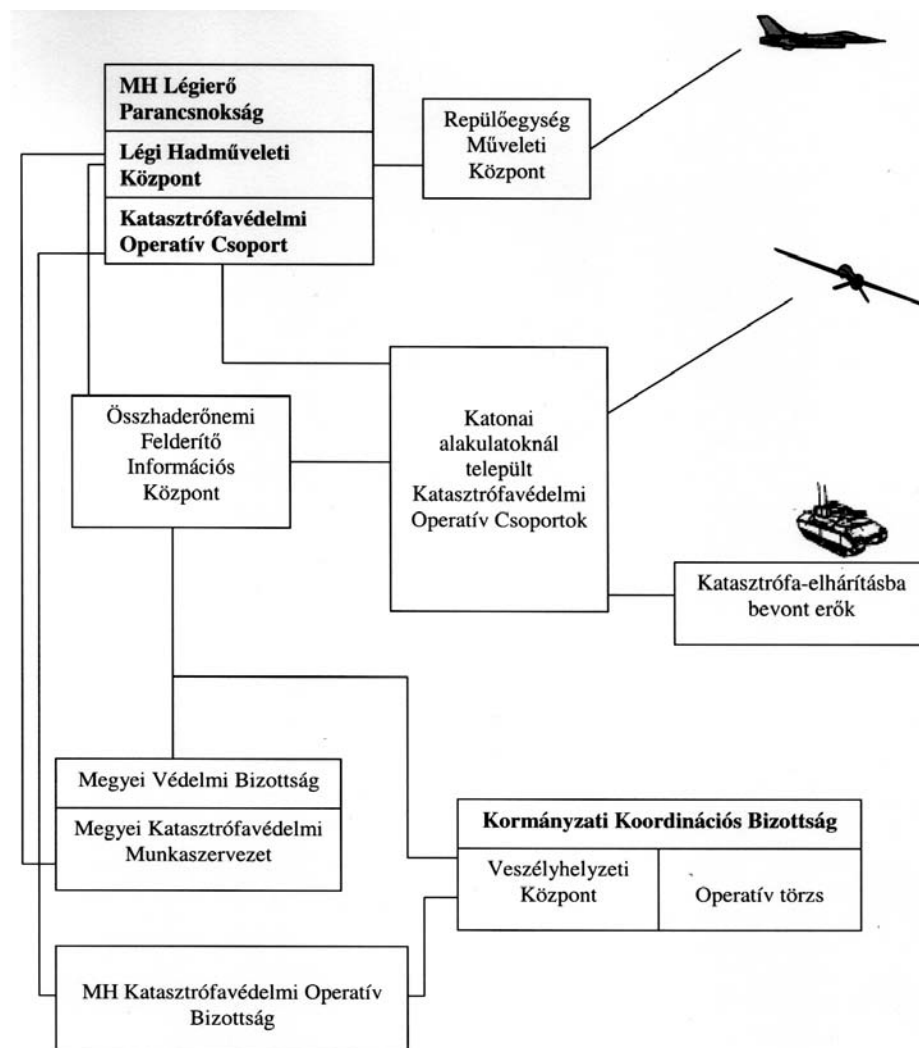 MH Légierő
Parancsnokság
Légi Hadműveleti
Központ
Katasztrófavédelmi
Operatív Csoport
Repülőegység
Műveleti
Központ
Összhaderőnemi
Felderítő
Információs
Központ
Katonai
alakulatoknál
települt
Katasztrófavédelmi
Operatív Csoportok
Katasztrófa-elhárításba
bevont erők
Megyei Védelmi Bizottság
Megyei Katasztrófavédelmi
Munkaszervezet
Kormányzati Koordinációs Bizottság
Veszélyhelyzeti
Központ
Operatív törzs
MH Katasztrófavédelmi Operatív
Bizottság